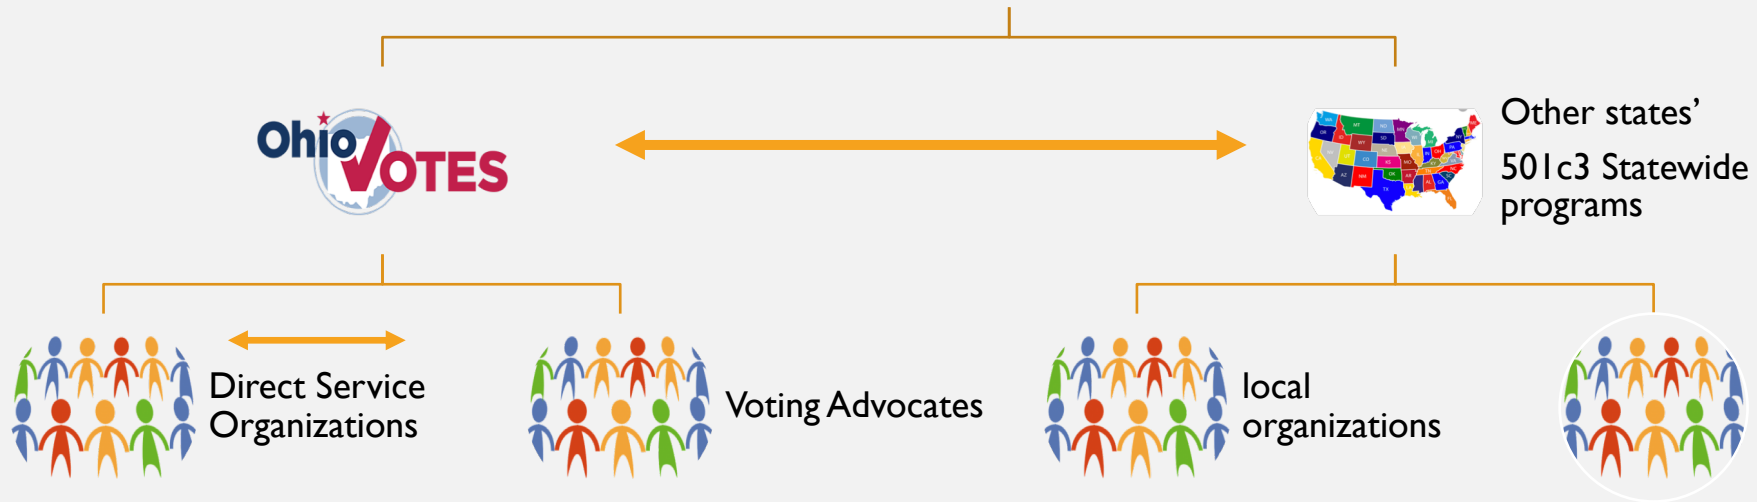 Ohio VOTES
Other states’
501c3 Statewide
programs
Direct Service
Organizations
Voting Advocates
local
organizations